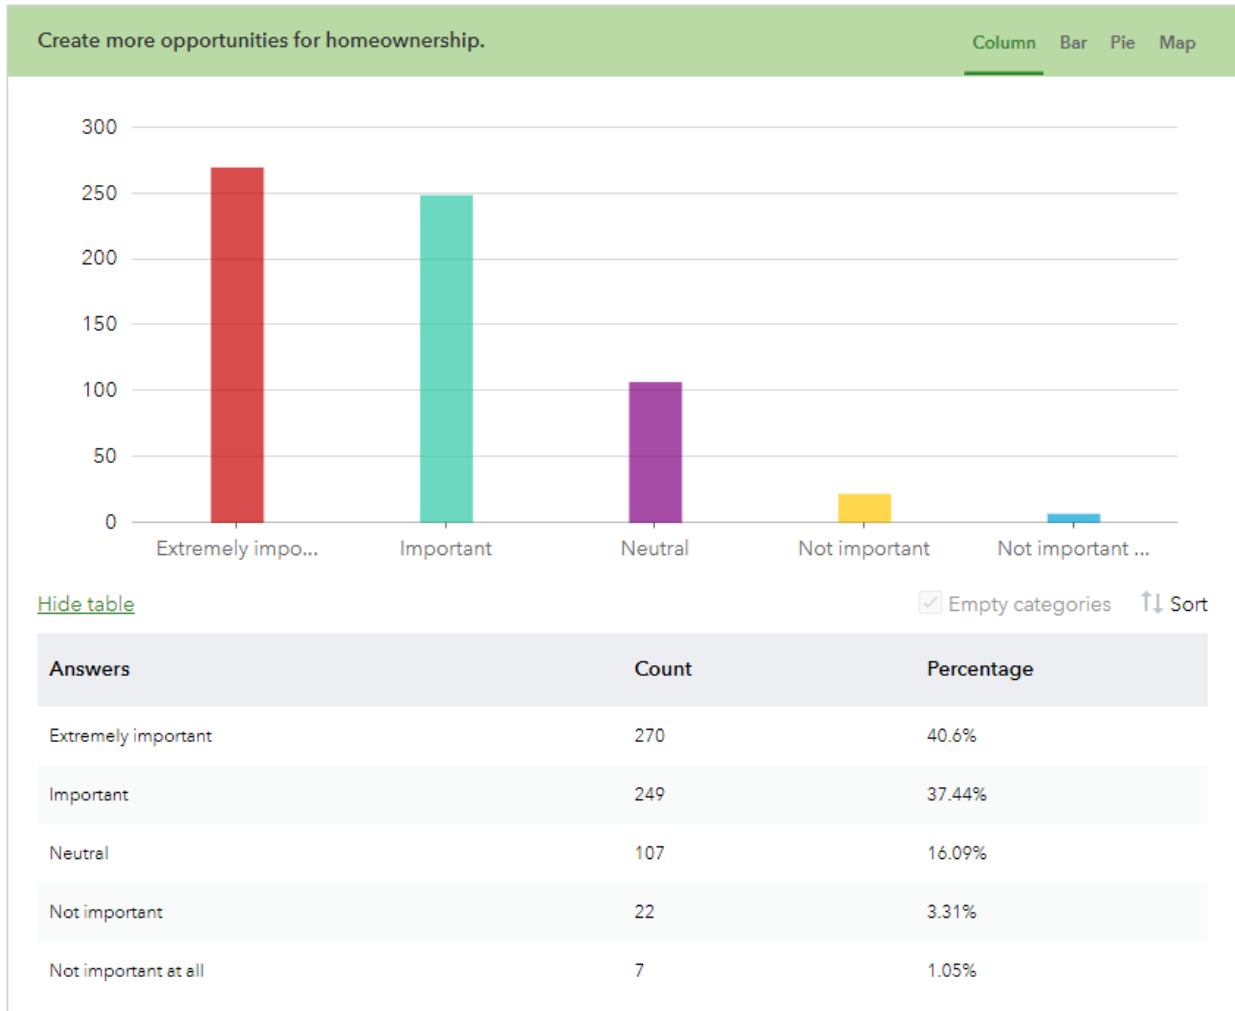 Create more opportunities for homeownership.
Column Bar Pie Map
300
250
200
150
100
50
0
Extremely impo... Important Neutral Not important Not important ...
Hide table Empty categories Sort
Answers Count Percentage
Extremely important 270 40.6%
Important 249 37.44%
Neutral 107 16.09%
Not important 22 3.31%
Not important at all 7 1.05%